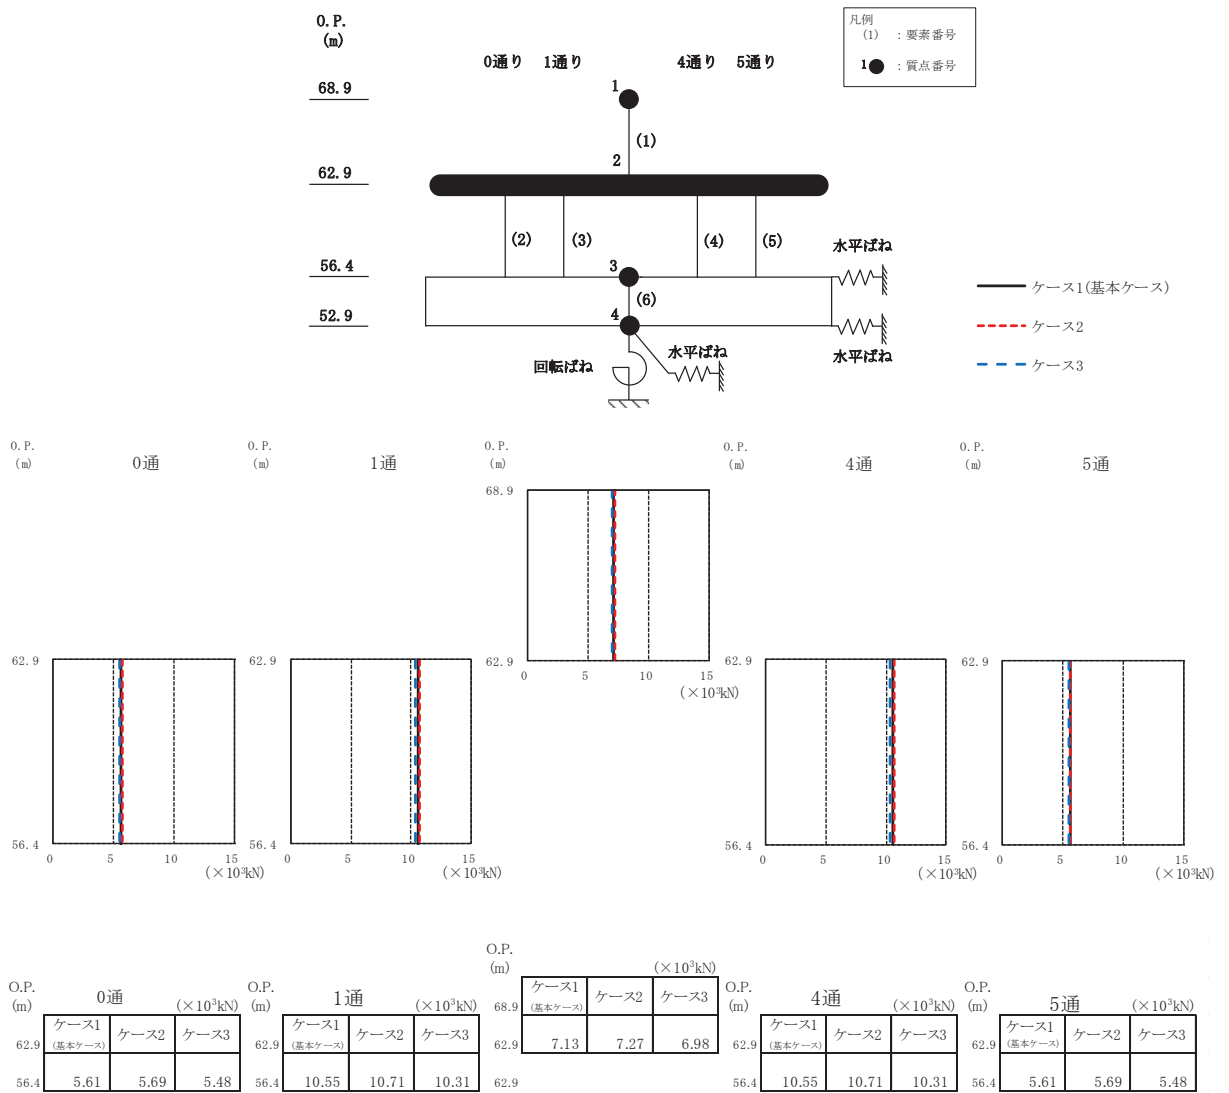 O.P.
(m)
0通り 1通り 4通り 5通り
凡例
(1) ：要素番号
1 ：質点番号
68.9
1
(1)
2
62.9
(2) (3) (4) (5)
水平ばね
56.4
3
(6)
52.9
4
水平ばね
水平ばね
回転ばね
ケース1(基本ケース)
ケース2
ケース3
O.P.
(m)
0通
62.9
56.4
0 5 10 15
(×10³kN)
O.P.
(m)
1通
62.9
56.4
0 5 10 15
(×10³kN)
O.P.
(m)
68.9
62.9
0 5 10 15
(×10³kN)
O.P.
(m)
4通
62.9
56.4
0 5 10 15
(×10³kN)
O.P.
(m)
5通
62.9
56.4
0 5 10 15
(×10³kN)
O.P.
(m) 0通 (×10³kN)
ケース1 ケース2 ケース3
(基本ケース)
62.9
56.4 5.61 5.69 5.48
O.P.
(m) 1通 (×10³kN)
ケース1 ケース2 ケース3
(基本ケース)
62.9
56.4 10.55 10.71 10.31
O.P.
(m) (×10³kN)
ケース1 ケース2 ケース3
(基本ケース)
68.9
62.9 7.13 7.27 6.98
62.9
O.P.
(m) 4通 (×10³kN)
ケース1 ケース2 ケース3
(基本ケース)
62.9
56.4 10.55 10.71 10.31
O.P.
(m) 5通 (×10³kN)
ケース1 ケース2 ケース3
(基本ケース)
62.9
56.4 5.61 5.69 5.48